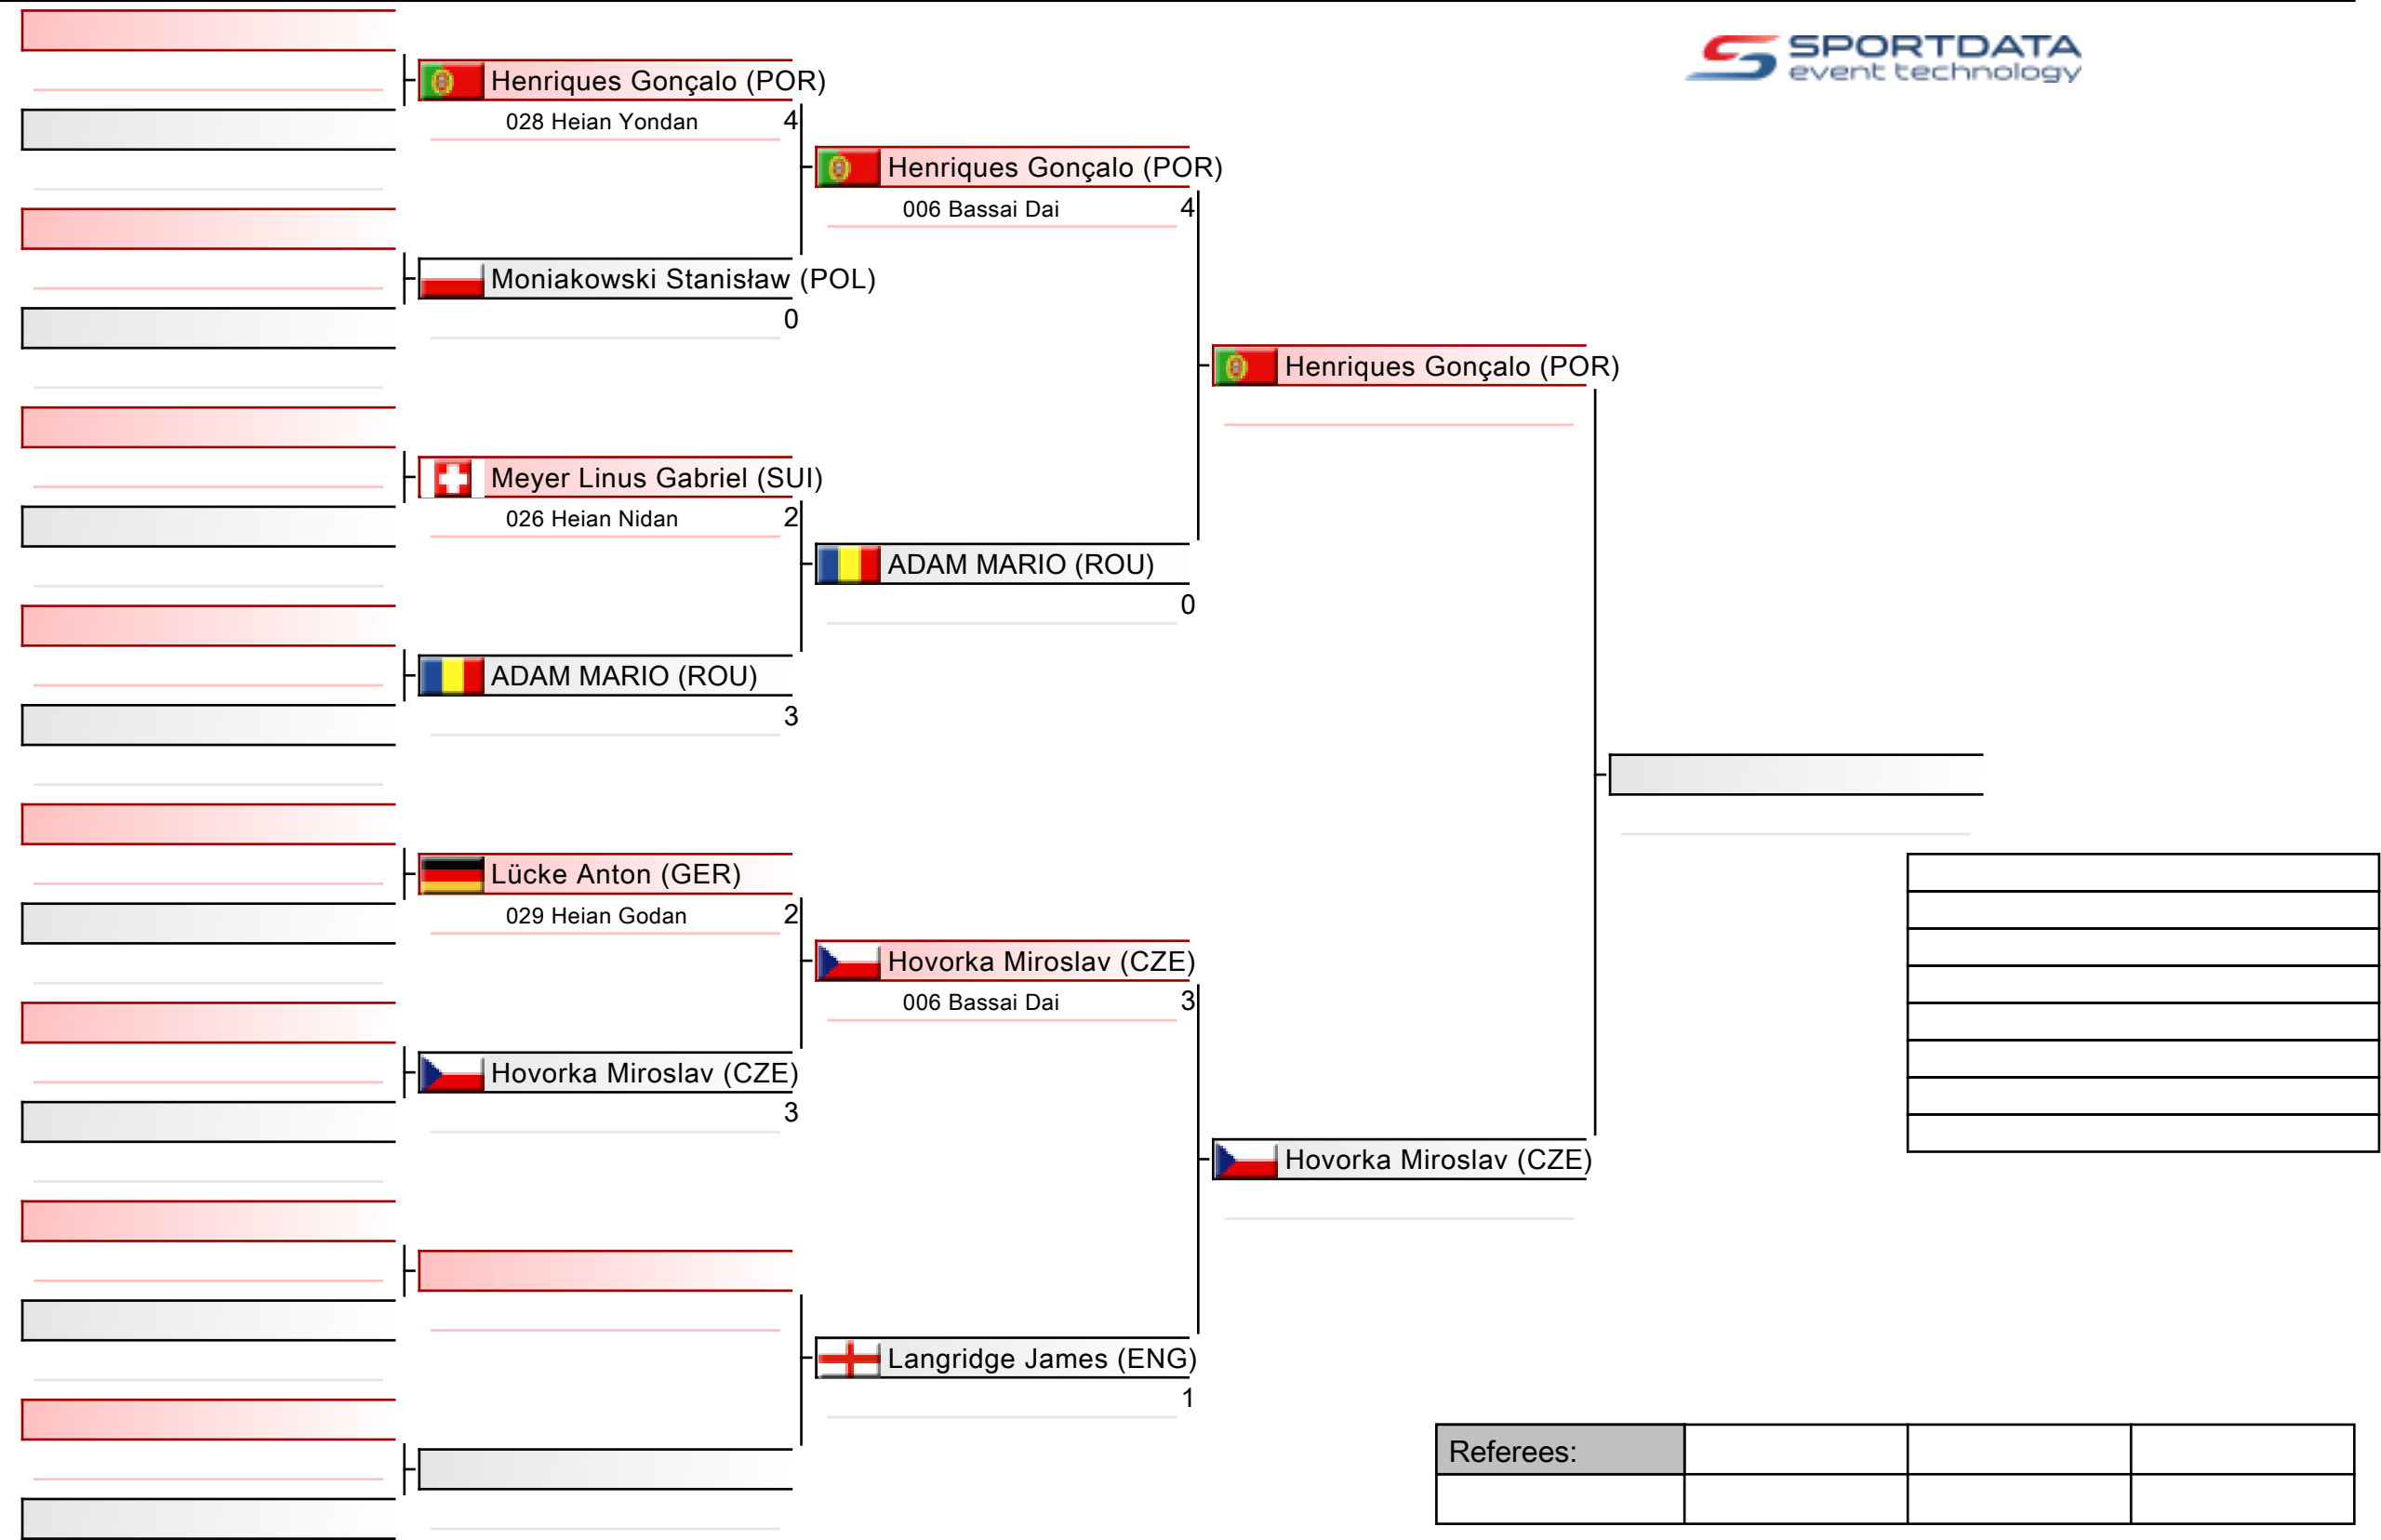 SPORTDATA
event technology
Henriques Gonçalo (POR)
028 Heian Yondan 4
Moniakowski Stanisław (POL)
0
Meyer Linus Gabriel (SUI)
026 Heian Nidan 2
ADAM MARIO (ROU)
3
Lücke Anton (GER)
029 Heian Godan 2
Hovorka Miroslav (CZE)
3
Henriques Gonçalo (POR)
006 Bassai Dai 4
ADAM MARIO (ROU)
0
Hovorka Miroslav (CZE)
006 Bassai Dai 3
Langridge James (ENG)
1
Henriques Gonçalo (POR)
Hovorka Miroslav (CZE)
Referees: